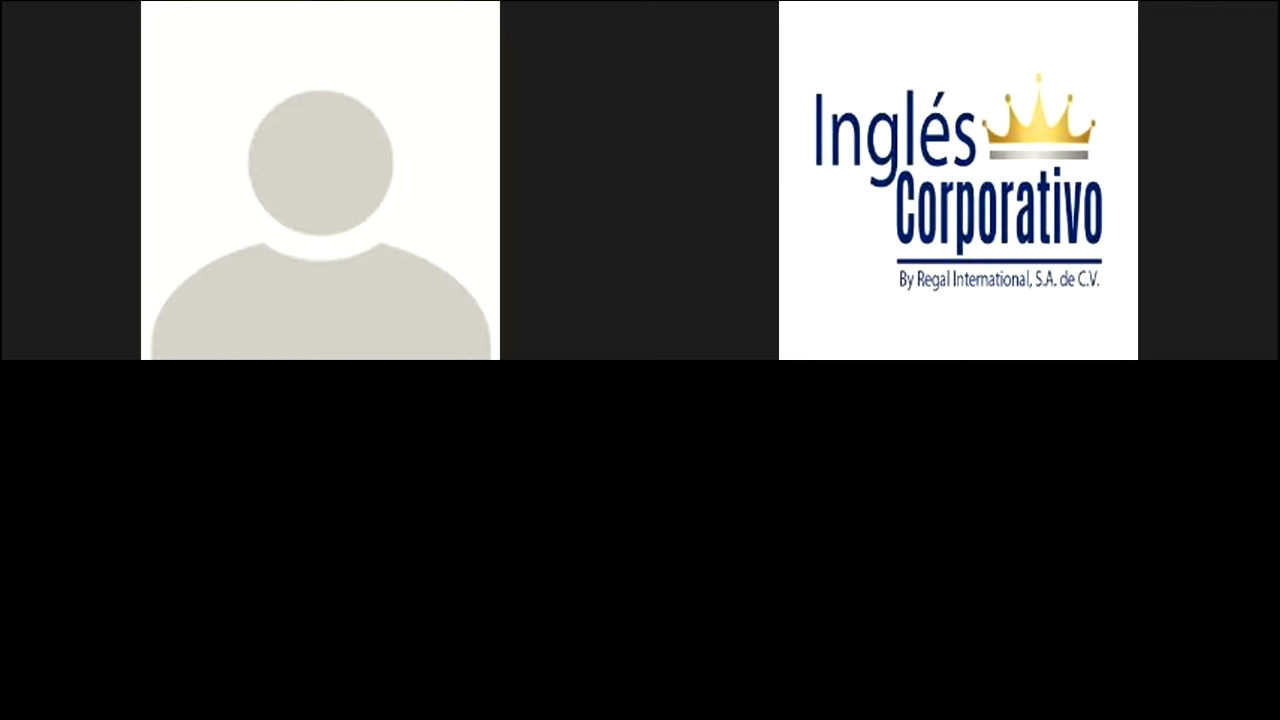 Inglés
Corporativo
By Regal International, S.A. de C.V.